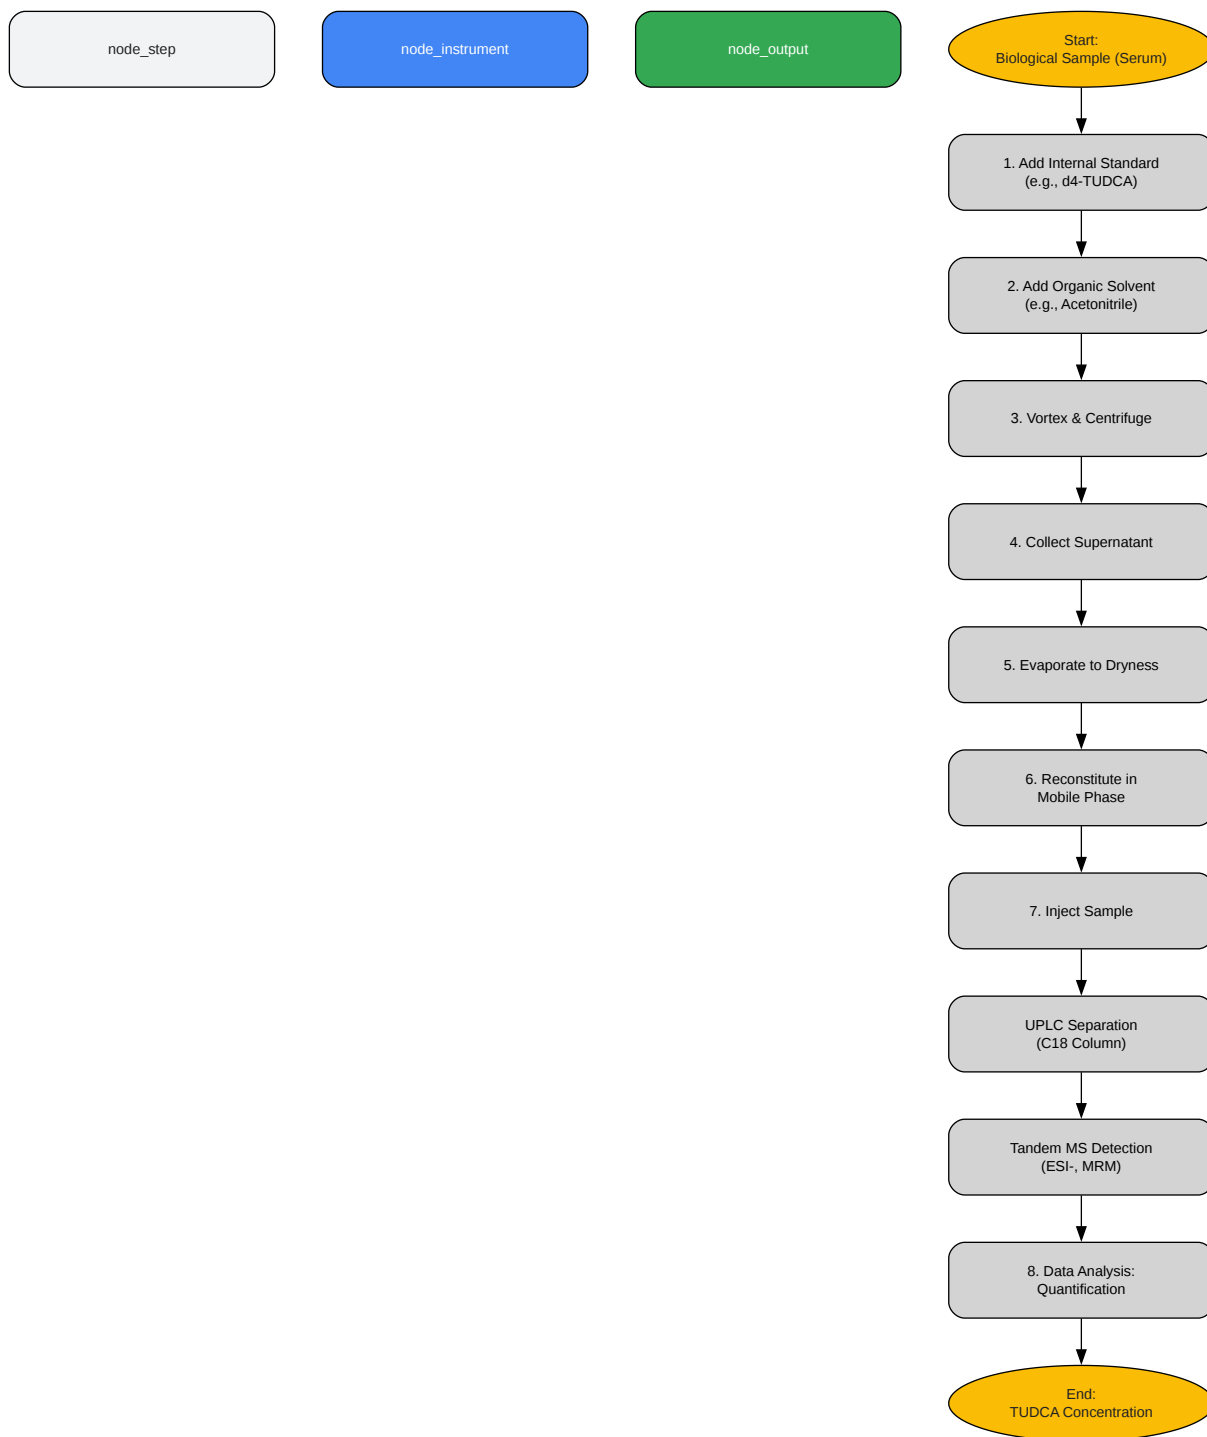 node_step
node_instrument
node_output
Start:
Biological Sample (Serum)
1. Add Internal Standard
(e.g., d4-TUDCA)
2. Add Organic Solvent
(e.g., Acetonitrile)
3. Vortex & Centrifuge
4. Collect Supernatant
5. Evaporate to Dryness
6. Reconstitute in
Mobile Phase
7. Inject Sample
UPLC Separation
(C18 Column)
Tandem MS Detection
(ESI-, MRM)
8. Data Analysis:
Quantification
End:
TUDCA Concentration